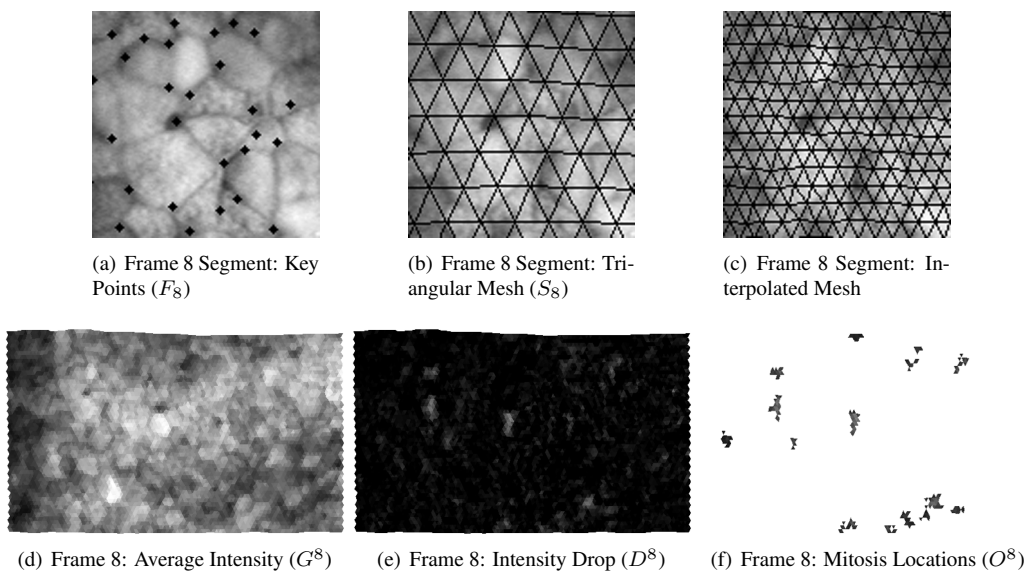 (a) Frame 8 Segment: Key
Points (F8)
(b) Frame 8 Segment: Tri-
angular Mesh (S8)
(c) Frame 8 Segment: In-
terpolated Mesh
(d) Frame 8: Average Intensity (G8)
(e) Frame 8: Intensity Drop (D8)
(f) Frame 8: Mitosis Locations (O8)